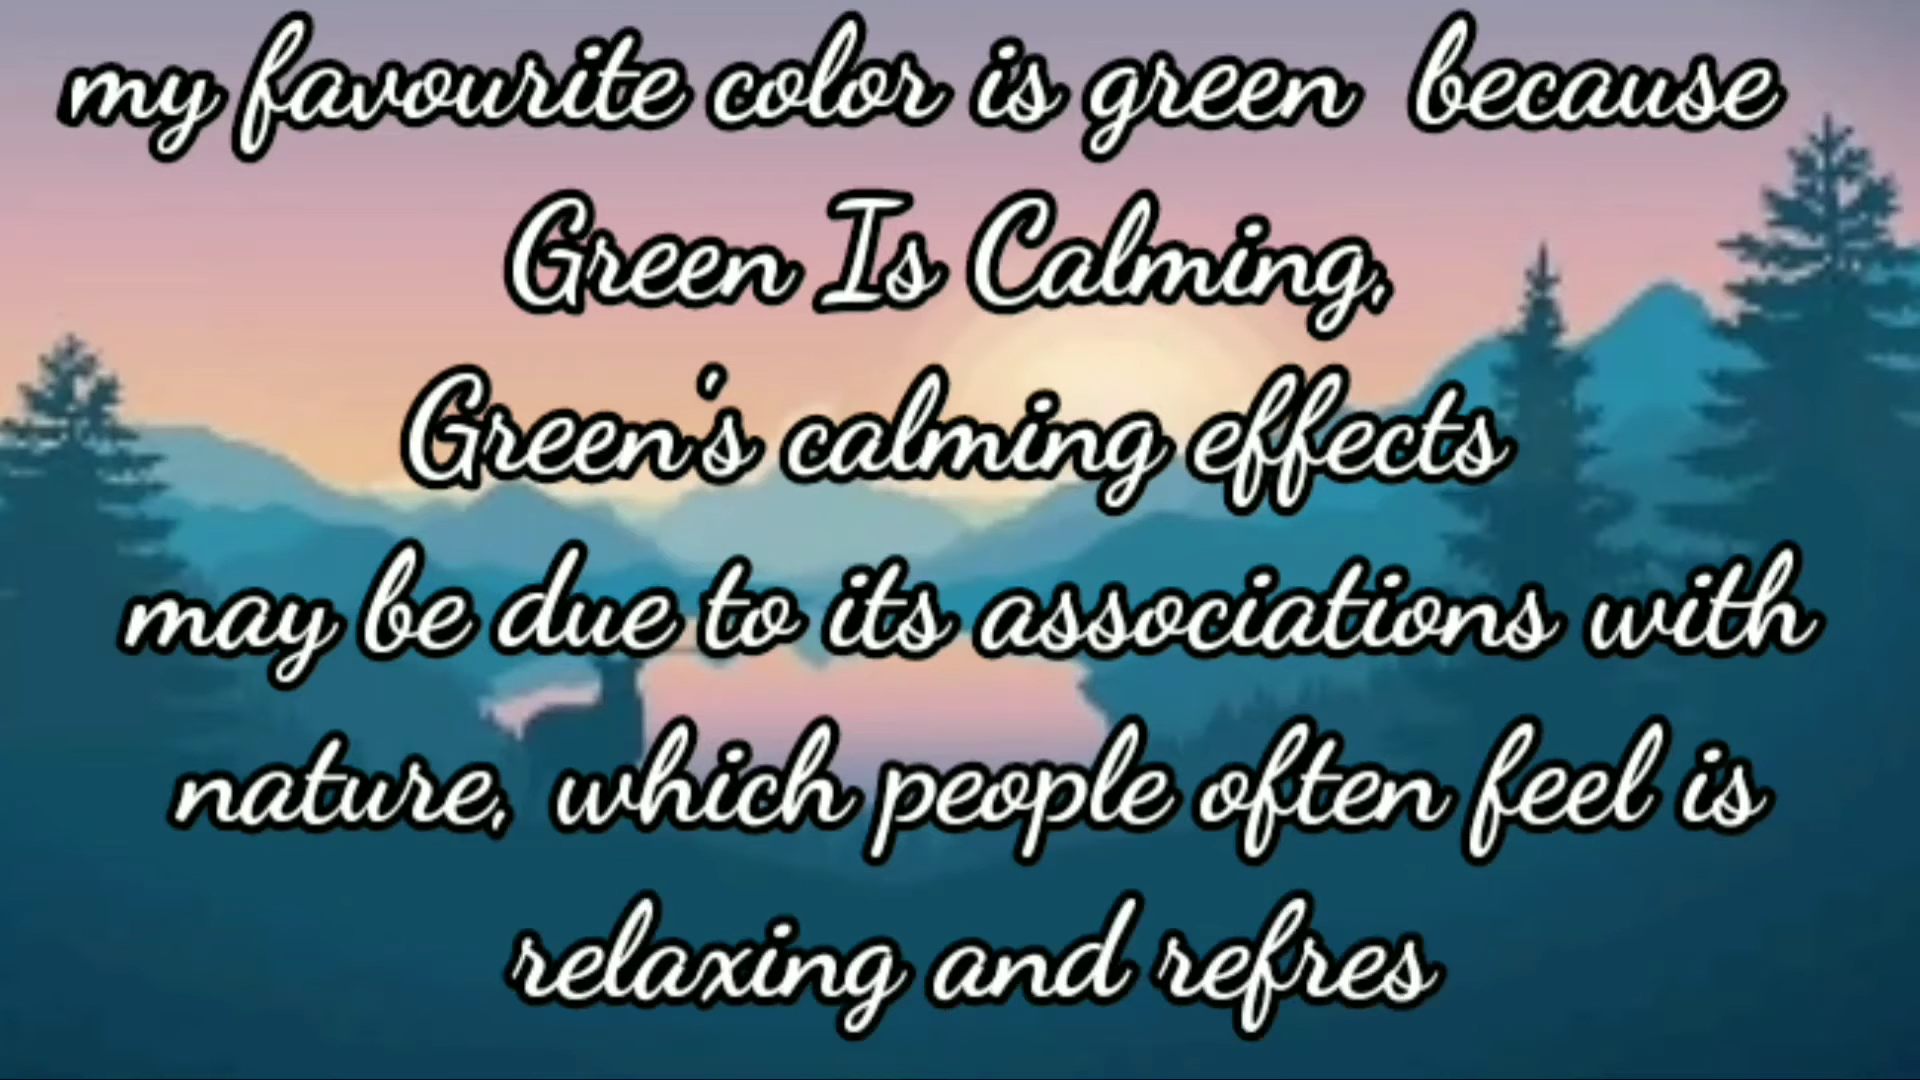 my favourite color is green because
Green Is Calming,
Green's calming effects
may be due to its associations with
nature, which people often feel is
relaxing and refres